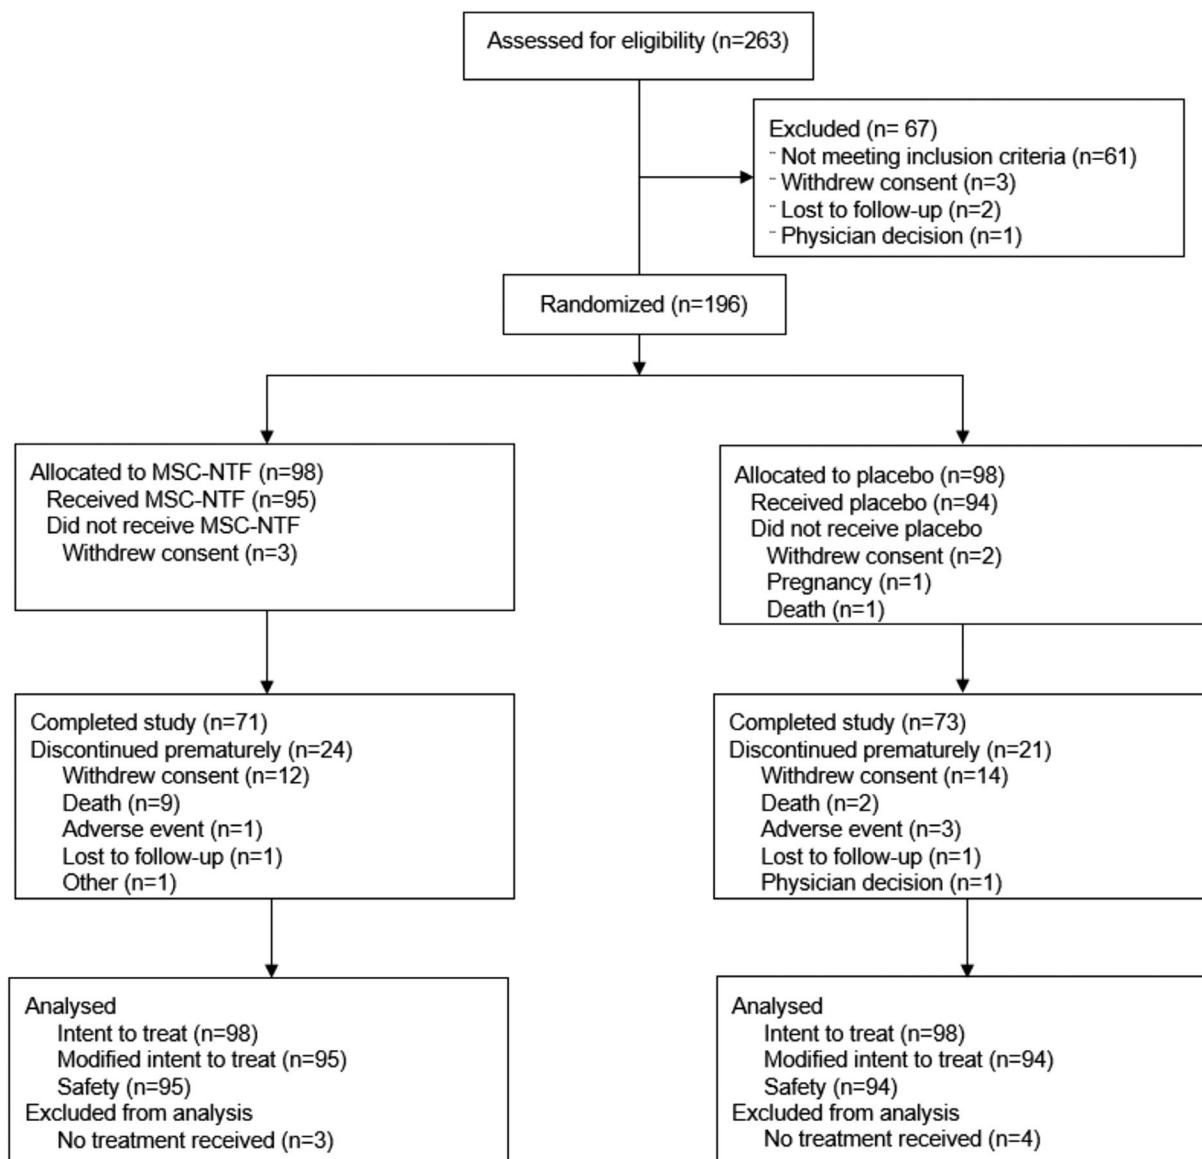 Assessed for eligibility (n=263)
Excluded (n= 67)
¨ Not meeting inclusion criteria (n=61)
¨ Withdrew consent (n=3)
¨ Lost to follow-up (n=2)
¨ Physician decision (n=1)
Randomized (n=196)
Allocated to MSC-NTF (n=98)
Received MSC-NTF (n=95)
Did not receive MSC-NTF
Withdrew consent (n=3)
Allocated to placebo (n=98)
Received placebo (n=94)
Did not receive placebo
Withdrew consent (n=2)
Pregnancy (n=1)
Death (n=1)
Completed study (n=71)
Discontinued prematurely (n=24)
Withdrew consent (n=12)
Death (n=9)
Adverse event (n=1)
Lost to follow-up (n=1)
Other (n=1)
Completed study (n=73)
Discontinued prematurely (n=21)
Withdrew consent (n=14)
Death (n=2)
Adverse event (n=3)
Lost to follow-up (n=1)
Physician decision (n=1)
Analysed
Intent to treat (n=98)
Modified intent to treat (n=95)
Safety (n=95)
Excluded from analysis
No treatment received (n=3)
Analysed
Intent to treat (n=98)
Modified intent to treat (n=94)
Safety (n=94)
Excluded from analysis
No treatment received (n=4)